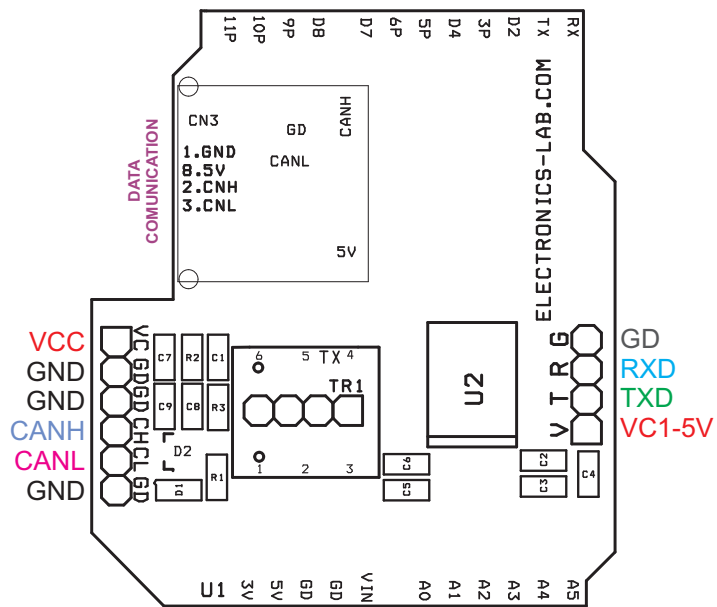 11P 10P 9P D8 D7 6P 5P D4 3P D2 TX RX
DATA
COMUNICATION
CN3
GD
CANH
1.GND
8.5V
2.CNH
3.CNL
CANL
5V
ELECTRONICS-LAB.COM
VCC
GND
GND
CANH
CANL
GND
VC
GD
GD
CH
CL
GD
C7 R2 C1
C9 C8 R3
D2
D1
R1
6 5 TX 4
TR1
1 2 3
U2
C6
C5
C2
C3
C4
G
R
T
V
GD
RXD
TXD
VC1-5V
U1 3V 5V GD GD VIN A0 A1 A2 A3 A4 A5